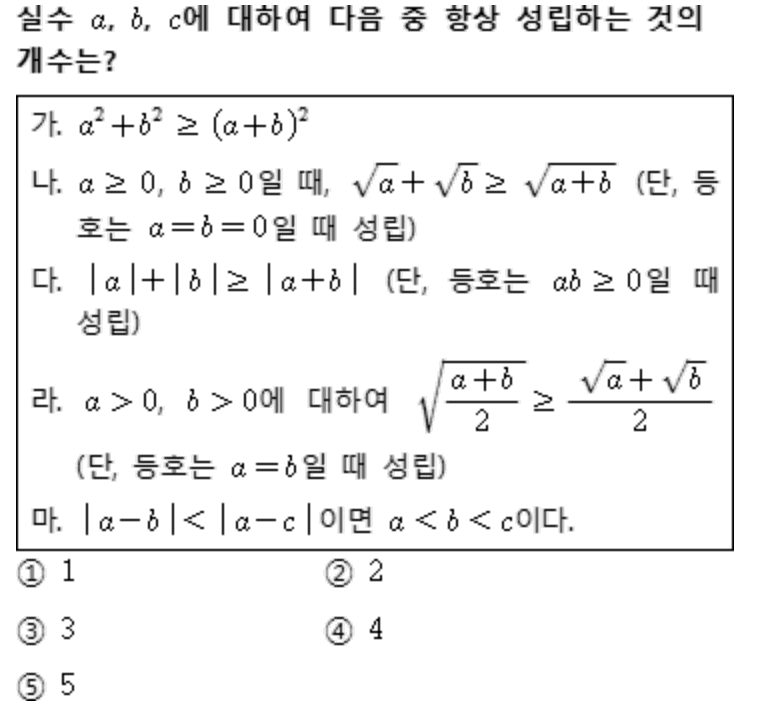 실수 a, b, c에 대하여 다음 중 항상 성립하는 것의
개수는?
가. a²+b² ≥ (a+b)²
나. a ≥ 0, b ≥ 0일 때, √a + √b ≥ √(a+b) (단, 등
호는 a=b=0일 때 성립)
다. |a|+|b| ≥ |a+b| (단, 등호는 ab ≥ 0일 때
성립)
라. a > 0, b > 0에 대하여 √((a+b)/2) ≥ (√a + √b)/2
(단, 등호는 a=b일 때 성립)
마. |a-b| < |a-c|이면 a < b < c이다.
① 1 ② 2
③ 3 ④ 4
⑤ 5